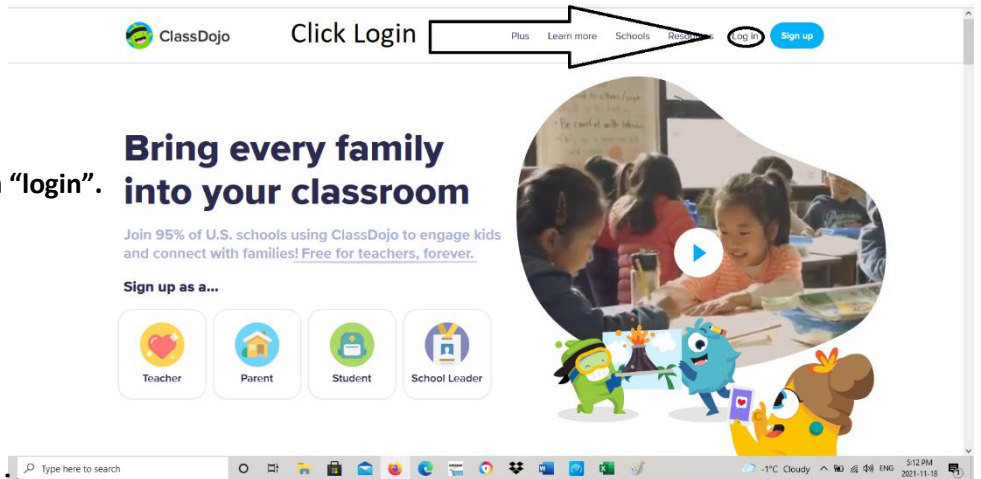 ClassDojo
Click Login
Plus Learn more Schools Log in Sign up
Bring every family
into your classroom
"login".
Join 95% of U.S. schools using ClassDojo to engage kids
and connect with families! Free for teachers, forever.
Sign up as a...
Teacher Parent Student School Leader
Type here to search
-1°C Cloudy ENG 5:12 PM
2021-11-18